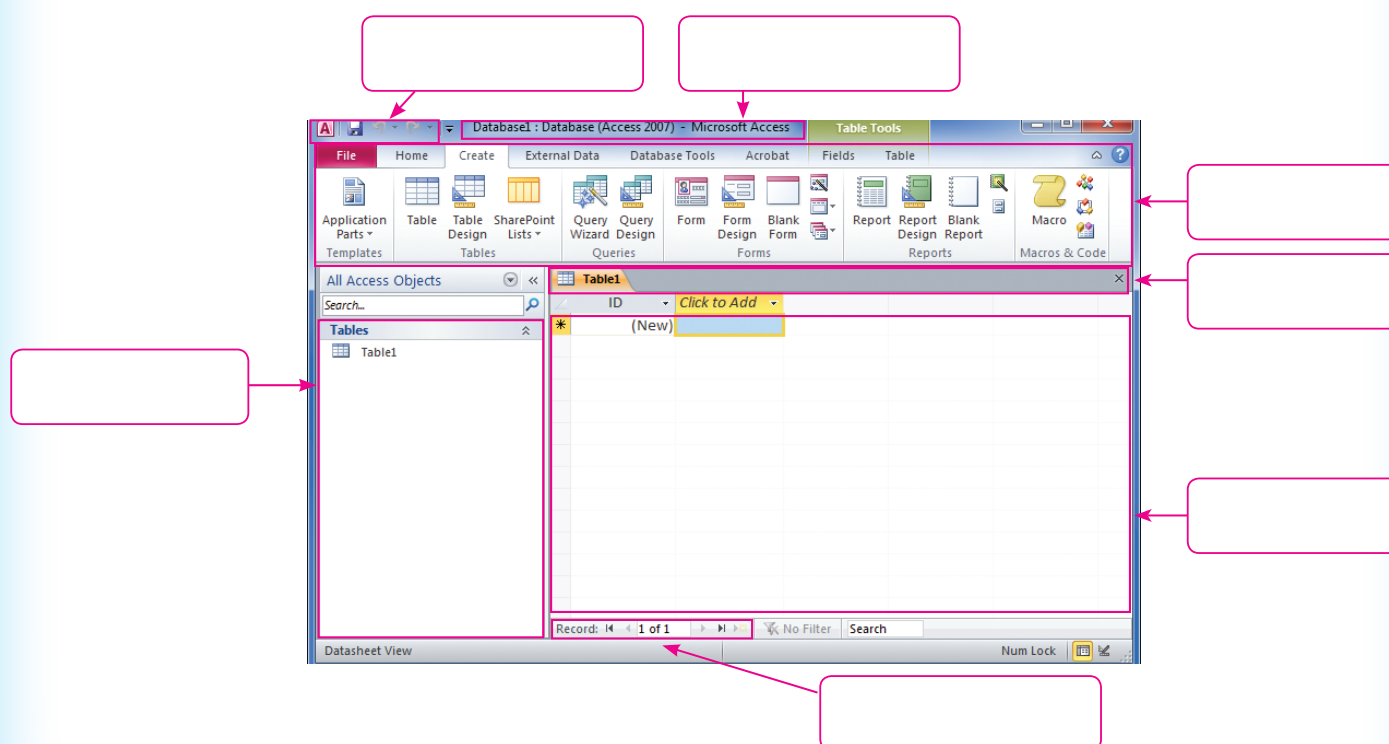 A
Database1 : Database (Access 2007) - Microsoft Access
Table Tools
File Home Create External Data Database Tools Acrobat Fields Table
Application Parts Table Table Design SharePoint Lists Query Wizard Query Design Form Form Design Blank Form Report Report Design Blank Report Macro
Templates Tables Queries Forms Reports Macros & Code
All Access Objects
Table1
Search...
ID Click to Add
Tables
(New)
Table1
Record: 1 of 1 No Filter Search
Datasheet View Num Lock